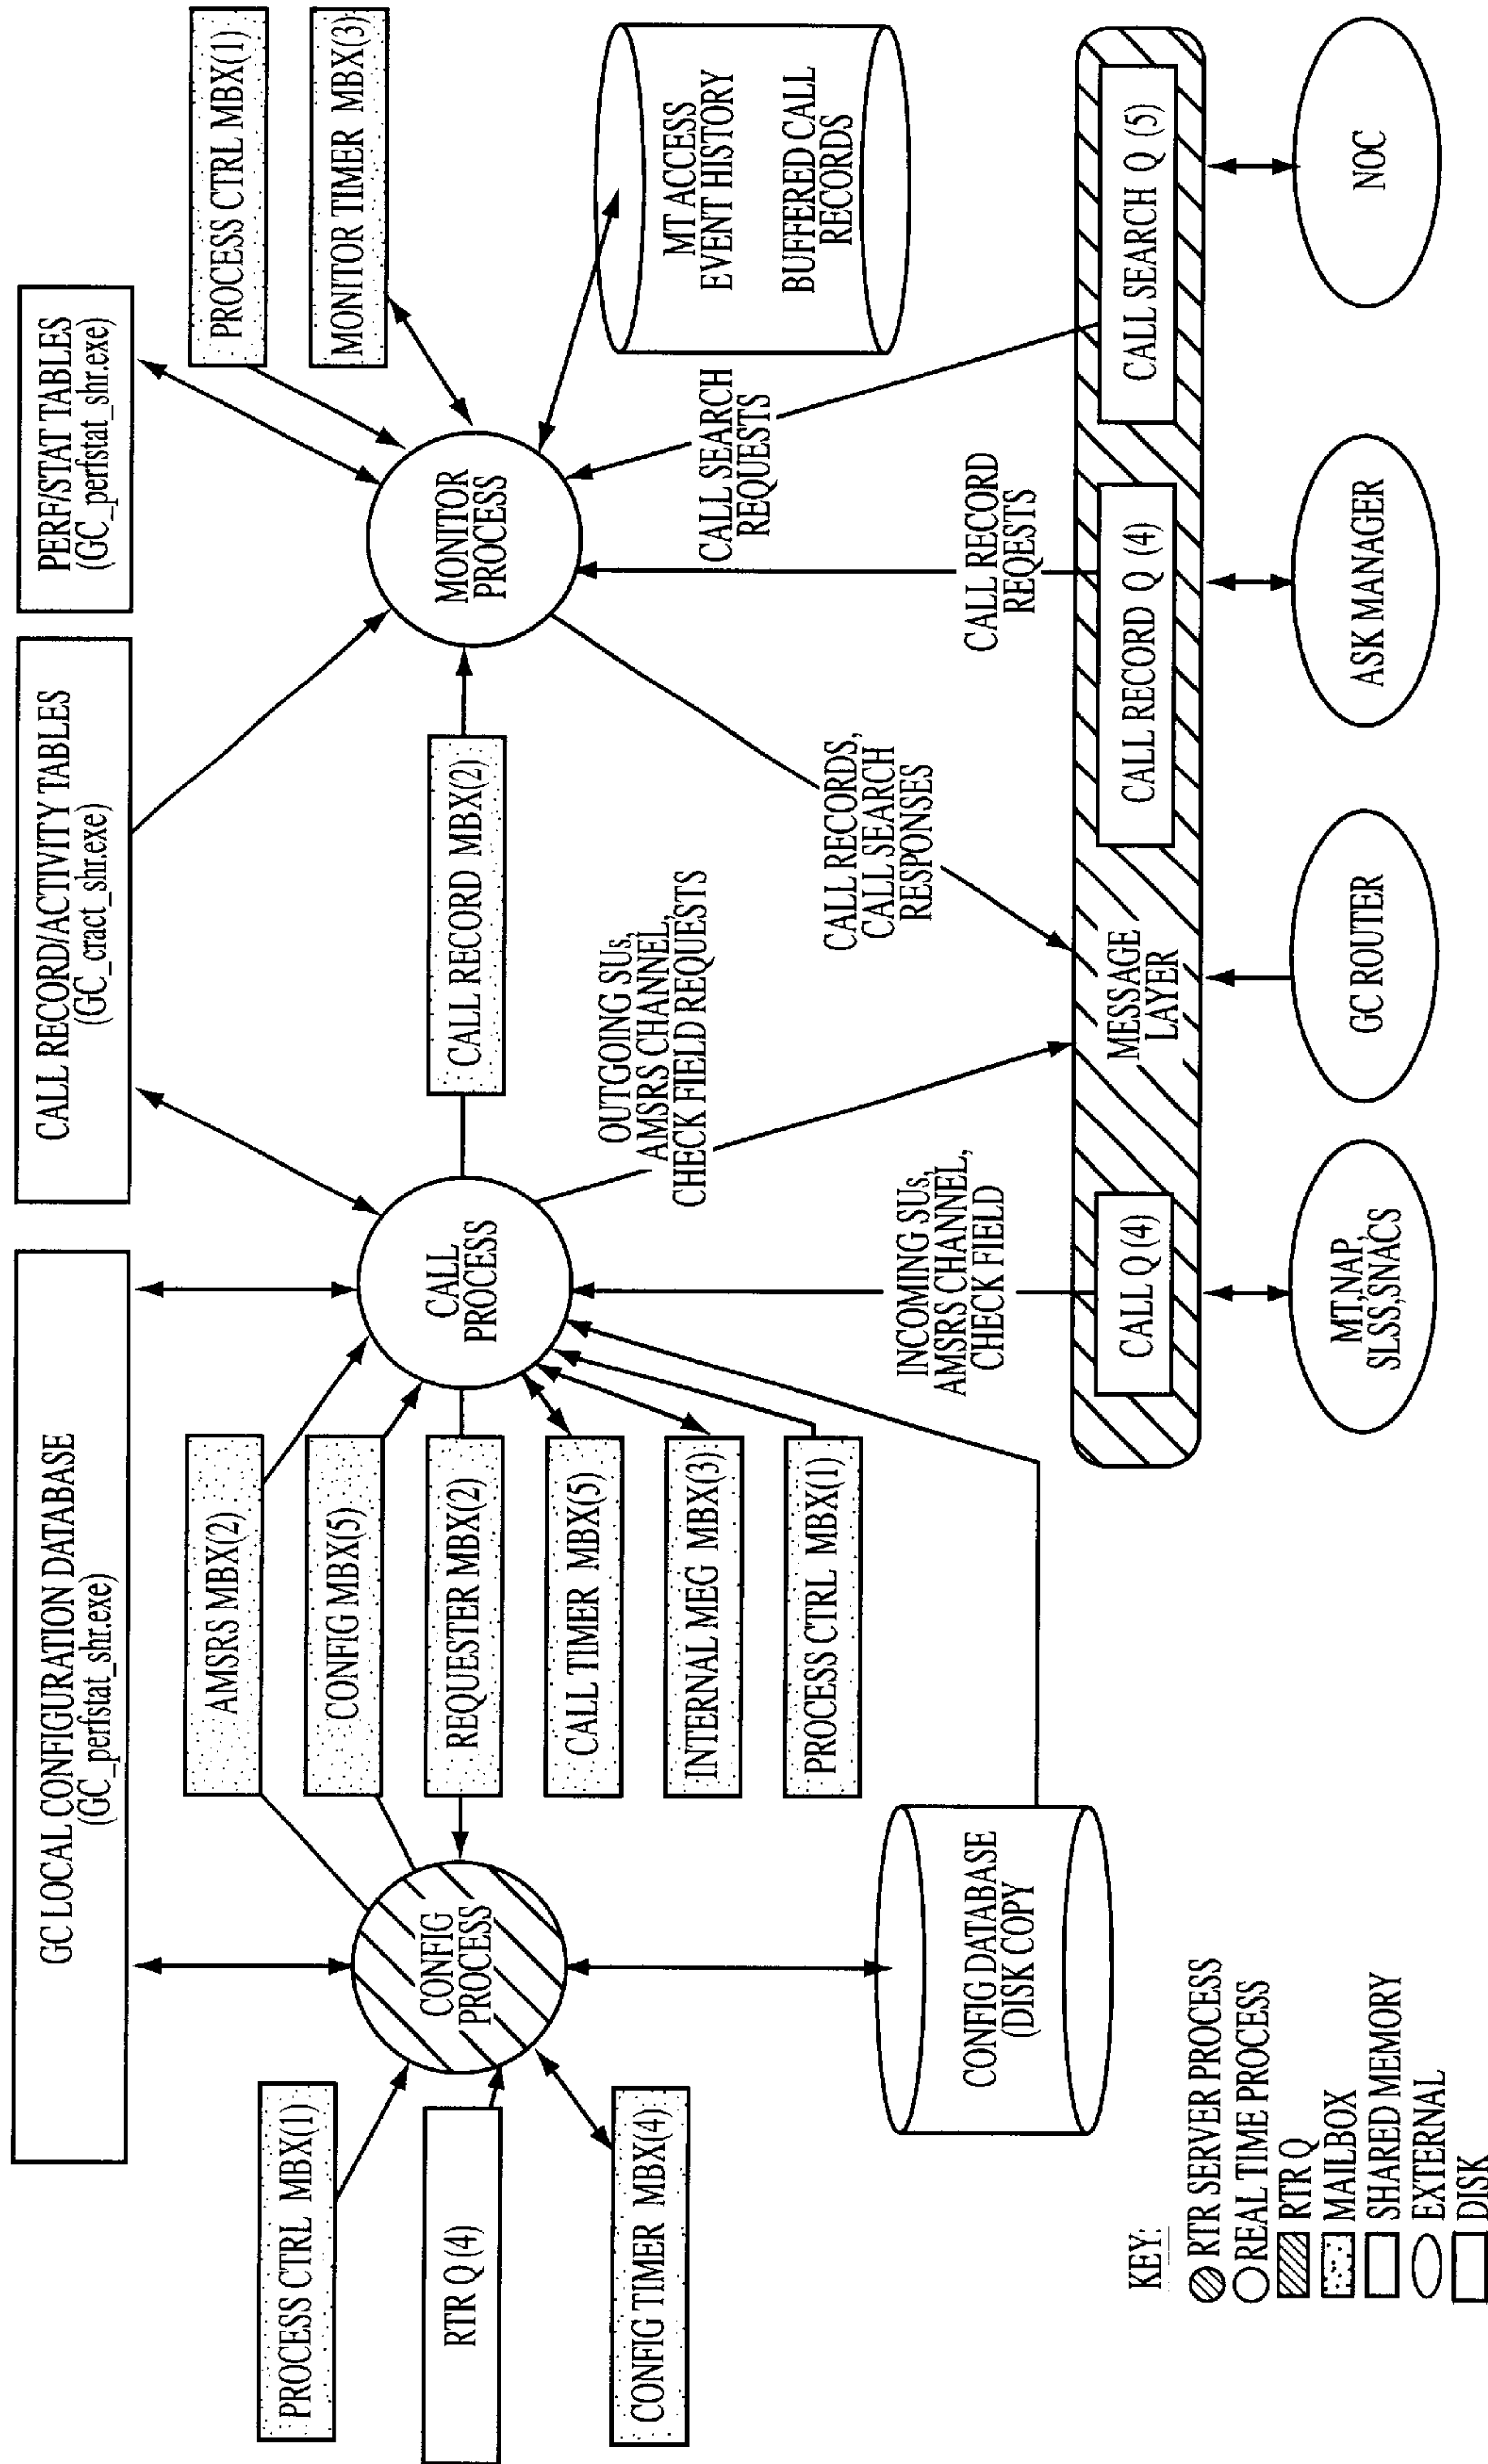 GC LOCAL CONFIGURATION DATABASE
(GC_perfstat_shr.exe)
CALL RECORD/ACTIVITY TABLES
(GC_cract_shr.exe)
PERF/STAT TABLES
(GC_perfstat_shr.exe)
PROCESS CTRL MBX(1)
RTR Q (4)
CONFIG TIMER MBX(4)
CONFIG
PROCESS
AMSRS MBX(2)
CONFIG MBX(5)
REQUESTER MBX(2)
CALL TIMER MBX(5)
INTERNAL MEG MBX(3)
PROCESS CTRL MBX(1)
CALL
PROCESS
CALL RECORD MBX(2)
MONITOR
PROCESS
PROCESS CTRL MBX(1)
MONITOR TIMER MBX(3)
MT ACCESS
EVENT HISTORY
BUFFERED CALL
RECORDS
CONFIG DATABASE
(DISK COPY
INCOMING SUs,
AMSRS CHANNEL,
CHECK FIELD
OUTGOING SUs,
AMSRS CHANNEL,
CHECK FIELD REQUESTS
CALL RECORDS,
CALL SEARCH
RESPONSES
CALL RECORD
REQESTS
CALL SEARCH
REQUESTS
CALL Q (4)
MESSAGE
LAYER
CALL RECORD Q (4)
CALL SEARCH Q (5)
MT,NAP,
SLSS,SNACS
GC ROUTER
ASK MANAGER
NOC
KEY:
RTR SERVER PROCESS
REAL TIME PROCESS
RTR Q
MAILBOX
SHARED MEMORY
EXTERNAL
DISK